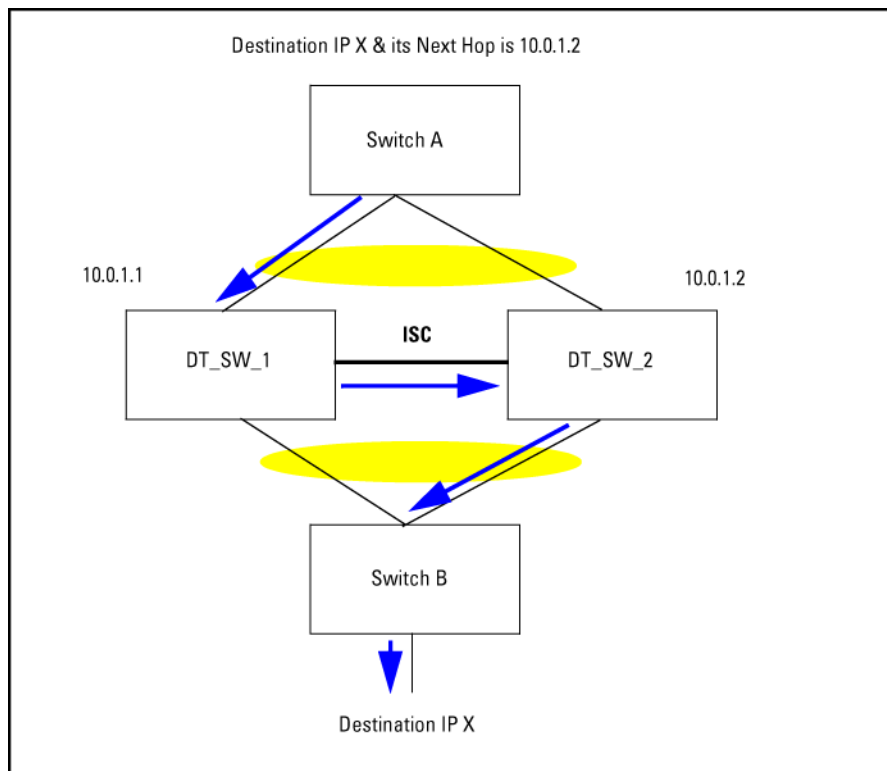 Destination IP X & its Next Hop is 10.0.1.2
Switch A
10.0.1.1
10.0.1.2
ISC
DT_SW_1
DT_SW_2
Switch B
Destination IP X